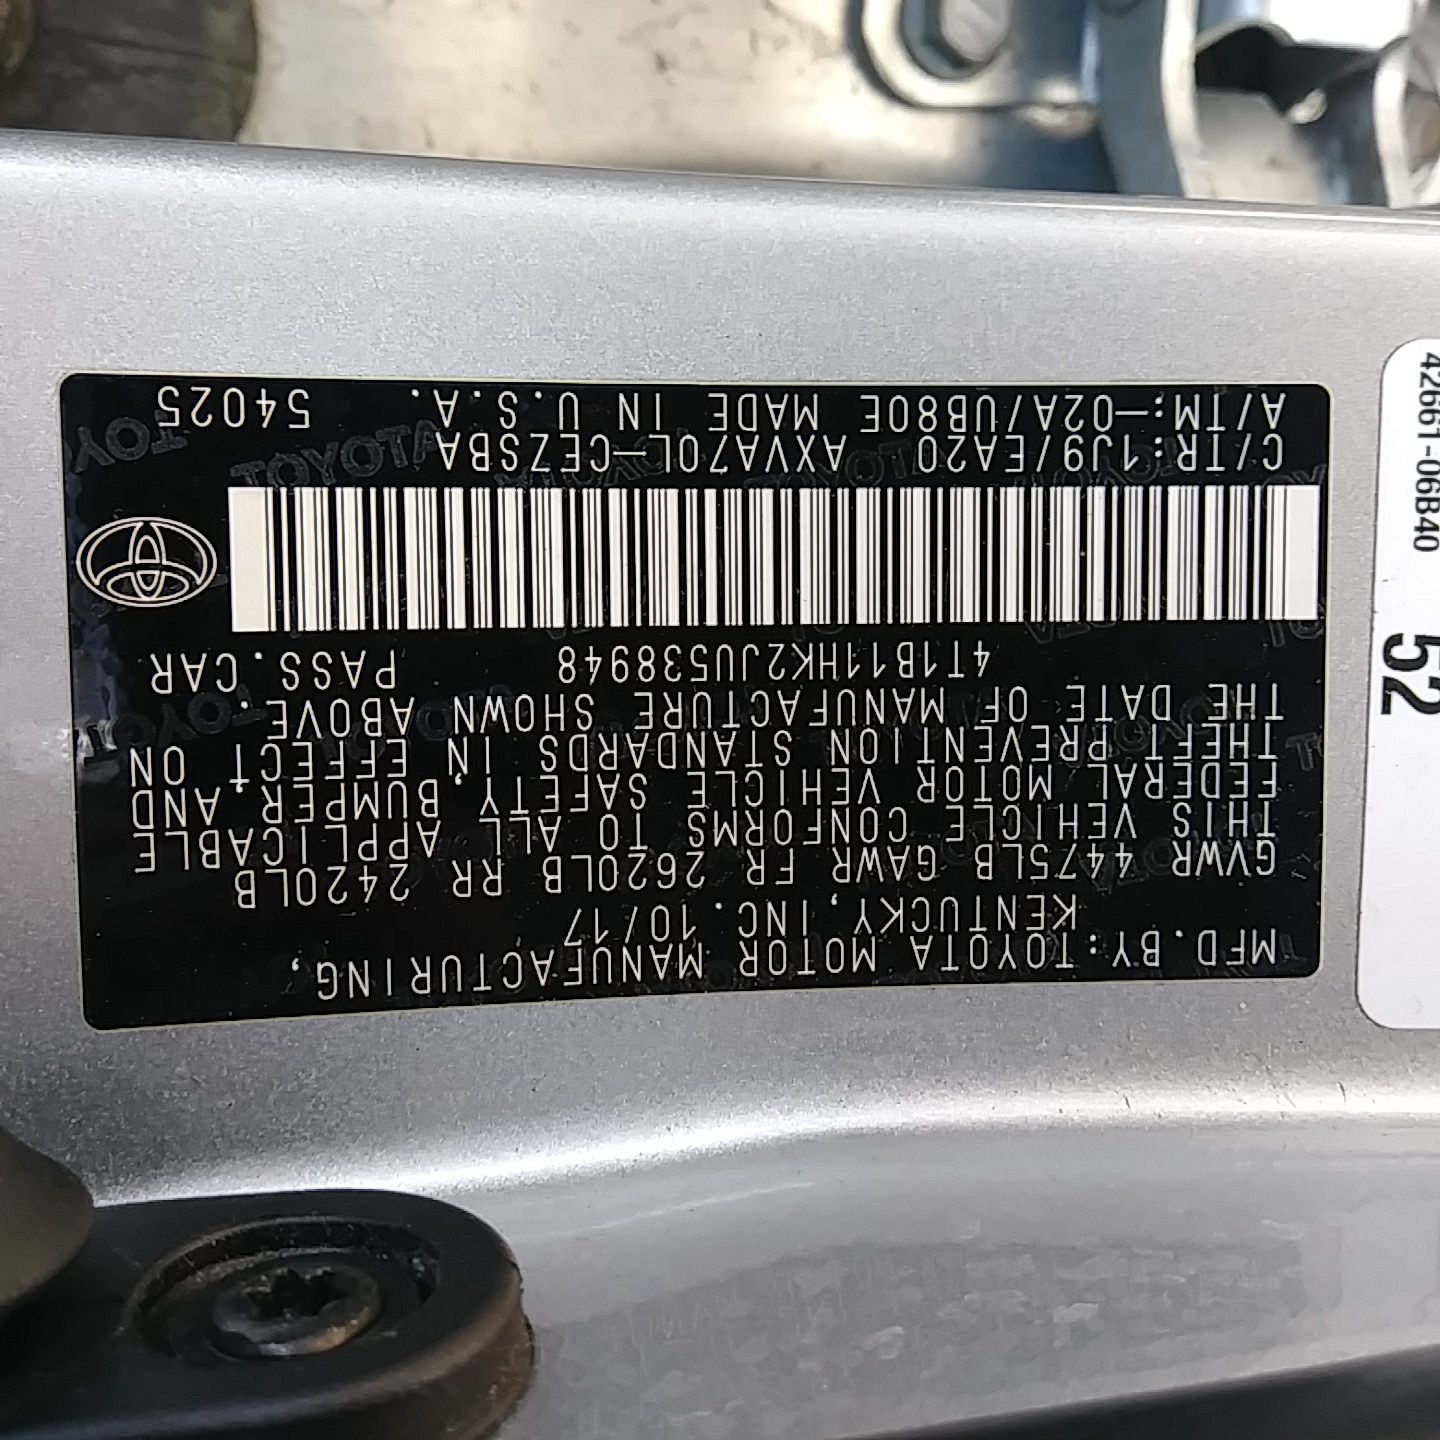 MFD.BY:TOYOTA MOTOR MANUFACTURING,
KENTUCKY,INC. 10/17
GVWR 4475LB GAWR FR 2620LB RR 2420LB
THIS VEHICLE CONFORMS TO ALL APPLICABLE
FEDERAL MOTOR VEHICLE SAFETY,BUMPER,AND
THEFT PREVENTION STANDARDS IN EFFECT ON
THE DATE OF MANUFACTURE SHOWN ABOVE.
4T1B11HK2JU538948 PASS.CAR
C/TR:1J9/EA20 AXVA70L-CEZSBA
A/TM:-02A/UB80E MADE IN U.S.A. 54025
42661-06B40
52